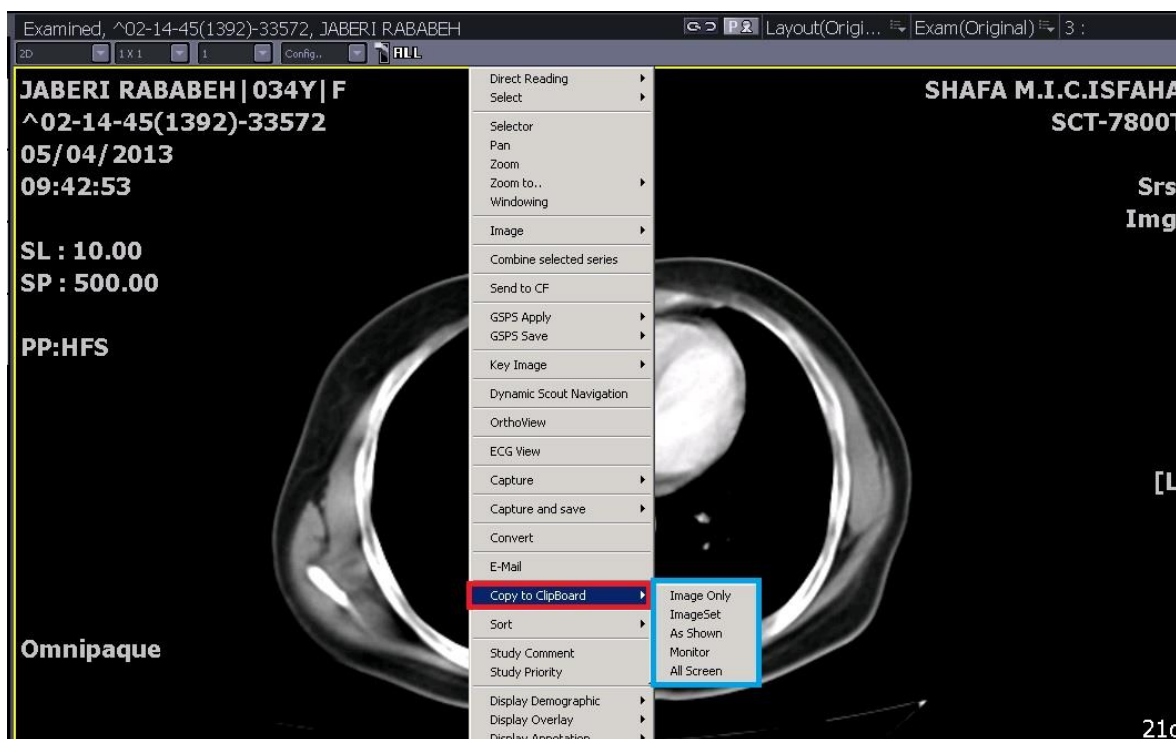 Examined, ^02-14-45(1392)-33572, JABERI RABABEH
Layout(Origi...
Exam(Original)
3 :
2D
1 X 1
1
Config..
ALL
JABERI RABABEH|034Y|F
^02-14-45(1392)-33572
05/04/2013
09:42:53
SL : 10.00
SP : 500.00
PP:HFS
Omnipaque
SHAFA M.I.C.ISFAHA
SCT-7800T
Srs
Img
[L
21c
Direct Reading
Select
Selector
Pan
Zoom
Zoom to..
Windowing
Image
Combine selected series
Send to CF
GSPS Apply
GSPS Save
Key Image
Dynamic Scout Navigation
OrthoView
ECG View
Capture
Capture and save
Convert
E-Mail
Copy to ClipBoard
Sort
Study Comment
Study Priority
Display Demographic
Display Overlay
Display Annotation
Image Only
ImageSet
As Shown
Monitor
All Screen